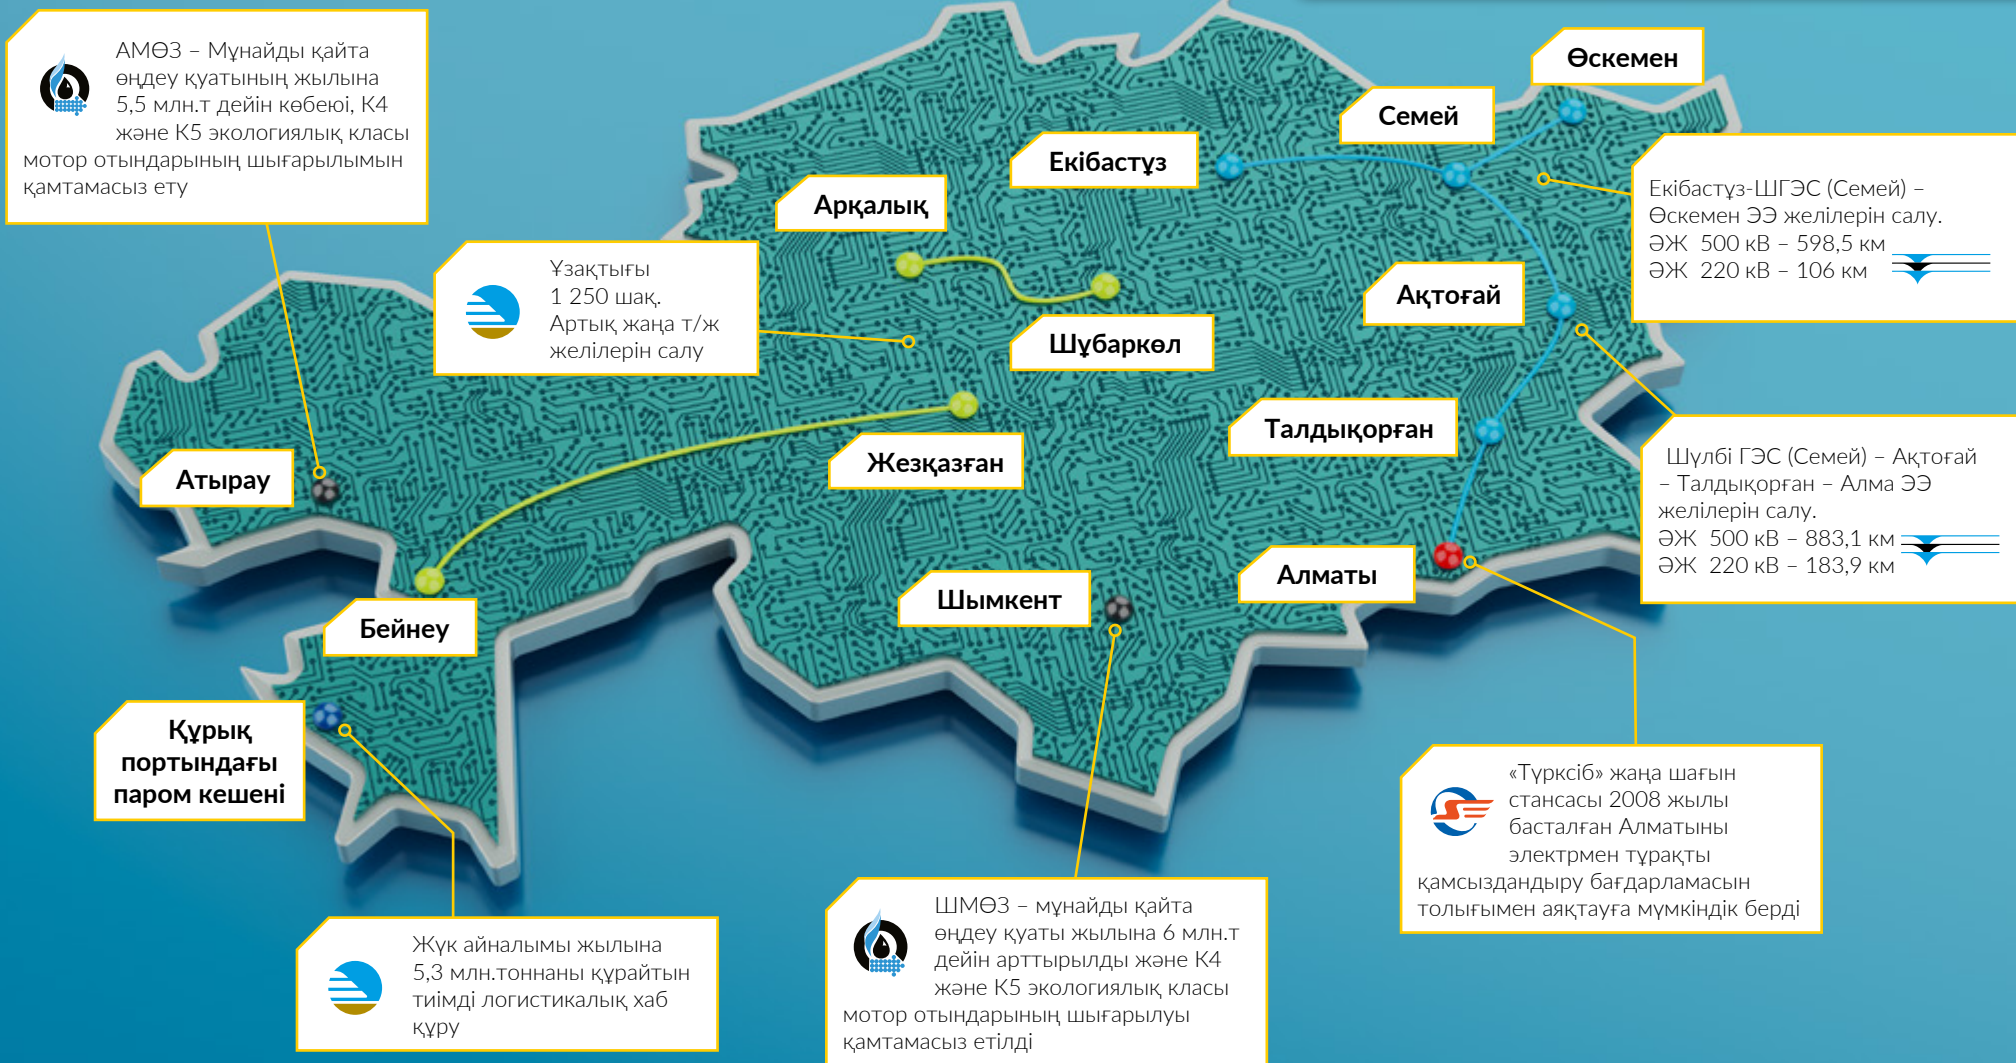 АМӨЗ – Мұнайды қайта
өңдеу қуатының жылына
5,5 млн.т дейін көбеюі, К4
және К5 экологиялық класы
мотор отындарының шығарылымын
қамтамасыз ету
Өскемен
Семей
Екібастұз
Арқалық
Екібастұз-ШГЭС (Семей) –
Өскемен ЭЭ желілерін салу.
ӘЖ 500 кВ – 598,5 км
ӘЖ 220 кВ – 106 км
Ұзақтығы
1 250 шақ.
Артық жаңа т/ж
желілерін салу
Ақтоғай
Шұбаркөл
Талдықорған
Жезқазған
Атырау
Шүлбі ГЭС (Семей) – Ақтоғай
– Талдықорған – Алма ЭЭ
желілерін салу.
ӘЖ 500 кВ – 883,1 км
ӘЖ 220 кВ – 183,9 км
Алматы
Шымкент
Бейнеу
Құрық
портындағы
паром кешені
«Түрксіб» жаңа шағын
стансасы 2008 жылы
басталған Алматыны
электрмен тұрақты
қамсыздандыру бағдарламасын
толығымен аяқтауға мүмкіндік берді
Жүк айналымы жылына
5,3 млн.тоннаны құрайтын
тиімді логистикалық хаб
құру
ШМӨЗ – мұнайды қайта
өңдеу қуаты жылына 6 млн.т
дейін арттырылды және К4
және К5 экологиялық класы
мотор отындарының шығарылуы
қамтамасыз етілді